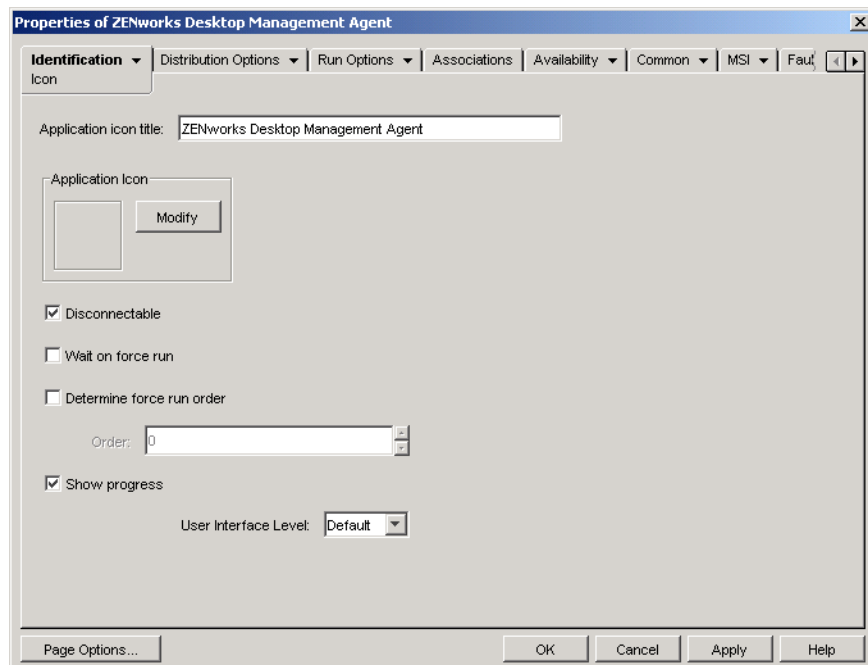 Properties of ZENworks Desktop Management Agent
Identification Distribution Options Run Options Associations Availability Common MSI Faul
Icon
Application icon title: ZENworks Desktop Management Agent
Application Icon
Modify
Disconnectable
Wait on force run
Determine force run order
Order: 0
Show progress
User Interface Level: Default
Page Options... OK Cancel Apply Help